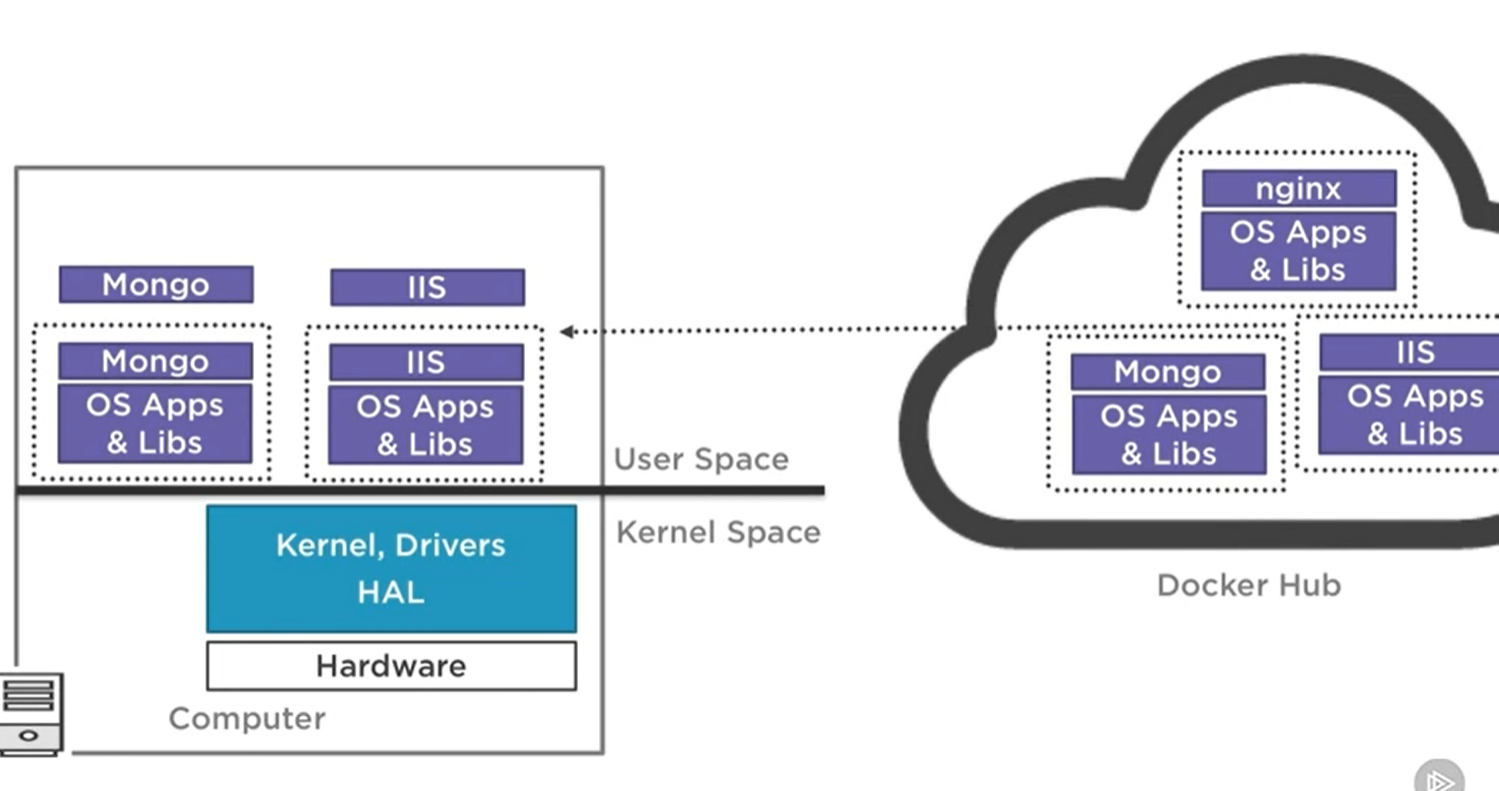 Mongo
IIS
Mongo
OS Apps
& Libs
IIS
OS Apps
& Libs
User Space
Kernel Space
Kernel, Drivers
HAL
Hardware
Computer
nginx
OS Apps
& Libs
Mongo
OS Apps
& Libs
IIS
OS Apps
& Libs
Docker Hub